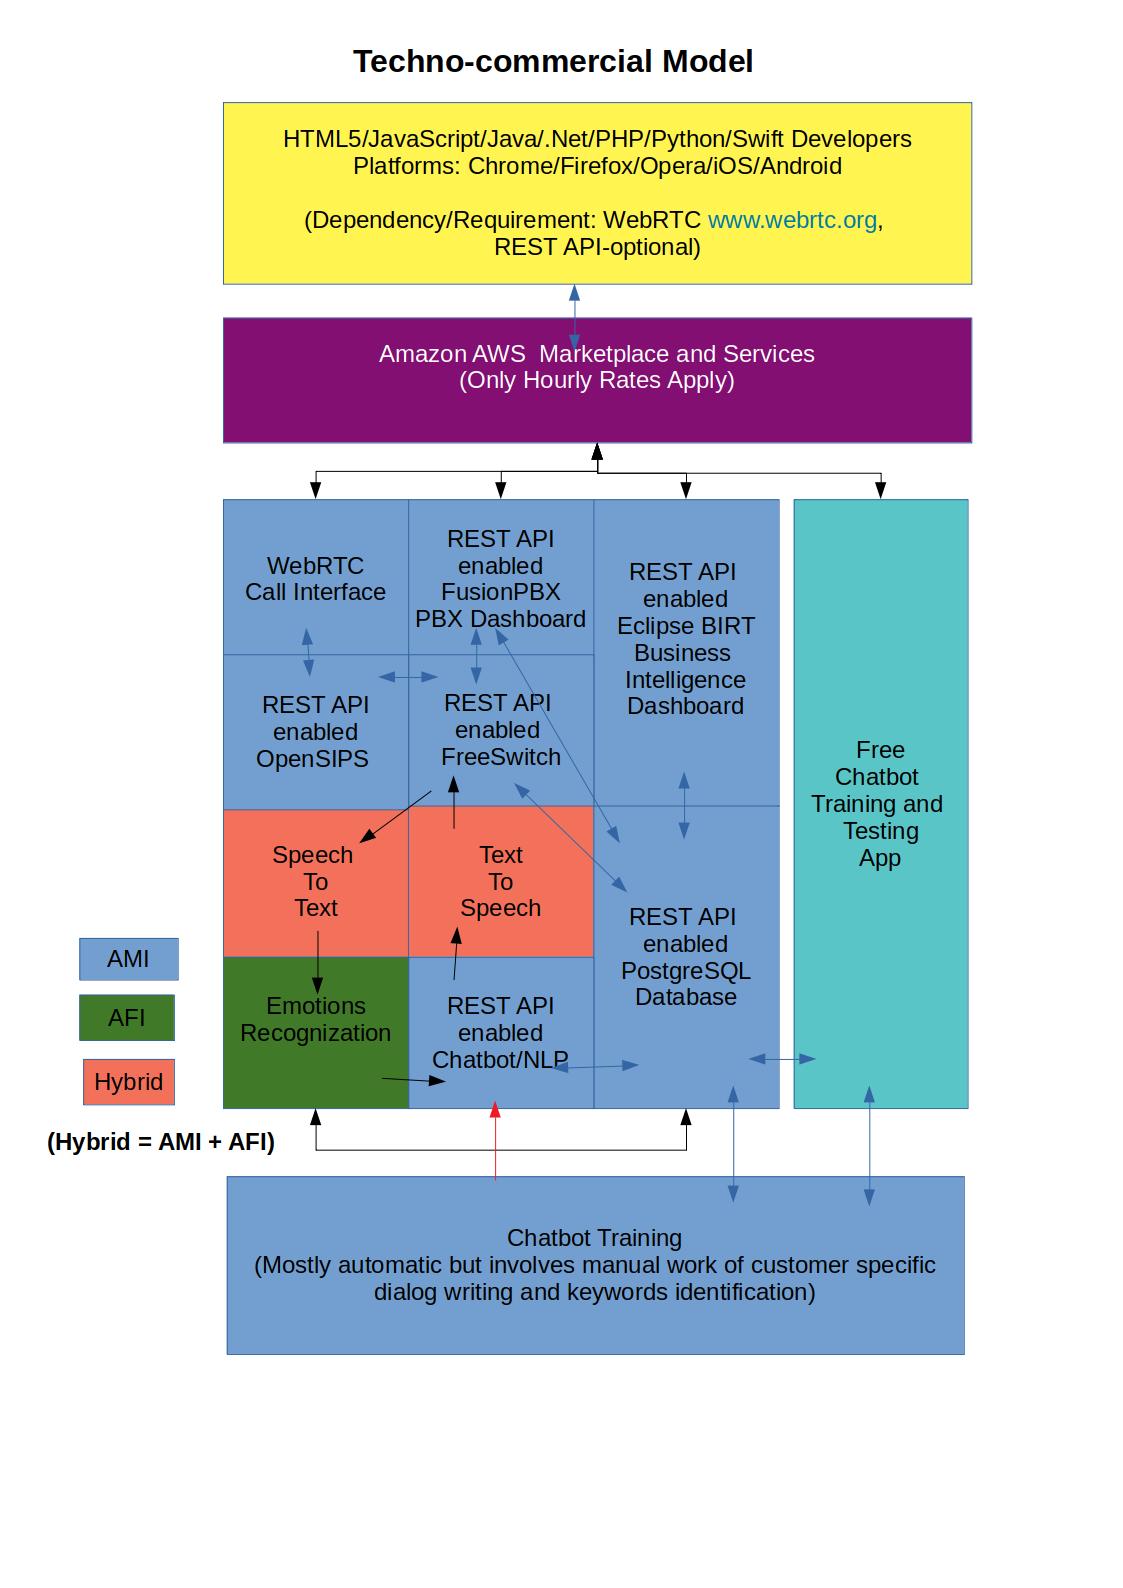 Techno-commercial Model
HTML5/JavaScript/Java/.Net/PHP/Python/Swift Developers
Platforms: Chrome/Firefox/Opera/iOS/Android
(Dependency/Requirement: WebRTC www.webrtc.org,
REST API-optional)
Amazon AWS  Marketplace and Services
(Only Hourly Rates Apply)
WebRTC
Call Interface
REST API
enabled
FusionPBX
PBX Dashboard
REST API
enabled
Eclipse BIRT
Business
Intelligence
Dashboard
REST API
enabled
OpenSIPS
REST API
enabled
FreeSwitch
Free
Chatbot
Training and
Testing
App
Speech
To
Text
Text
To
Speech
REST API
enabled
PostgreSQL
Database
Emotions
Recognization
REST API
enabled
Chatbot/NLP
AMI
AFI
Hybrid
(Hybrid = AMI + AFI)
Chatbot Training
(Mostly automatic but involves manual work of customer specific
dialog writing and keywords identification)